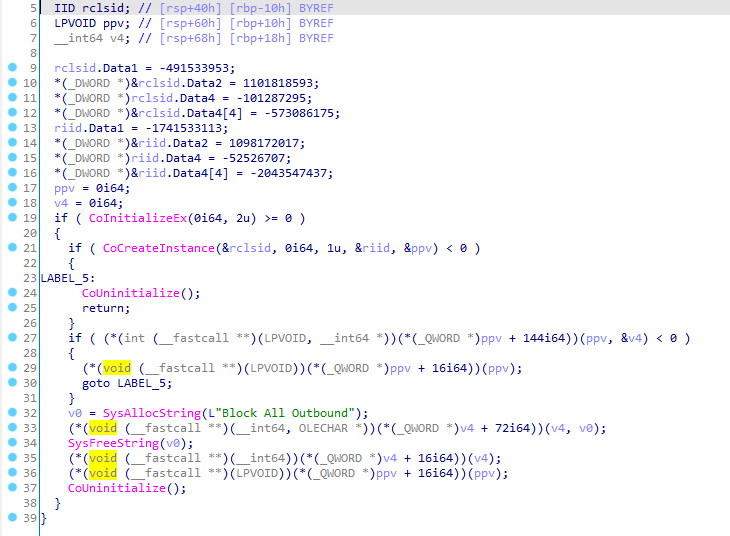 5 IID rclsid; // [rsp+40h] [rbp-10h] BYREF
6 LPVOID ppv; // [rsp+60h] [rbp+10h] BYREF
7 __int64 v4; // [rsp+68h] [rbp+18h] BYREF
8
9 rclsid.Data1 = -491533953;
10 *(_DWORD *)&rclsid.Data2 = 1101818593;
11 *(_DWORD *)rclsid.Data4 = -101287295;
12 *(_DWORD *)&rclsid.Data4[4] = -573086175;
13 riid.Data1 = -1741533113;
14 *(_DWORD *)&riid.Data2 = 1098172017;
15 *(_DWORD *)riid.Data4 = -52526707;
16 *(_DWORD *)&riid.Data4[4] = -2043547437;
17 ppv = 0i64;
18 v4 = 0i64;
19 if ( CoInitializeEx(0i64, 2u) >= 0 )
20 {
21 if ( CoCreateInstance(&rclsid, 0i64, 1u, &riid, &ppv) < 0 )
22 {
23 LABEL_5:
24 CoUninitialize();
25 return;
26 }
27 if ( (*(int (__fastcall **)(LPVOID, __int64 *))(*(_QWORD *)ppv + 144i64))(ppv, &v4) < 0 )
28 {
29 (*(void (__fastcall **)(LPVOID))(*(_QWORD *)ppv + 16i64))(ppv);
30 goto LABEL_5;
31 }
32 v0 = SysAllocString(L"Block All Outbound");
33 (*(void (__fastcall **)(__int64, OLECHAR *))(*(_QWORD *)v4 + 72i64))(v4, v0);
34 SysFreeString(v0);
35 (*(void (__fastcall **)(__int64))(*(_QWORD *)v4 + 16i64))(v4);
36 (*(void (__fastcall **)(LPVOID))(*(_QWORD *)ppv + 16i64))(ppv);
37 CoUninitialize();
38 }
39 }